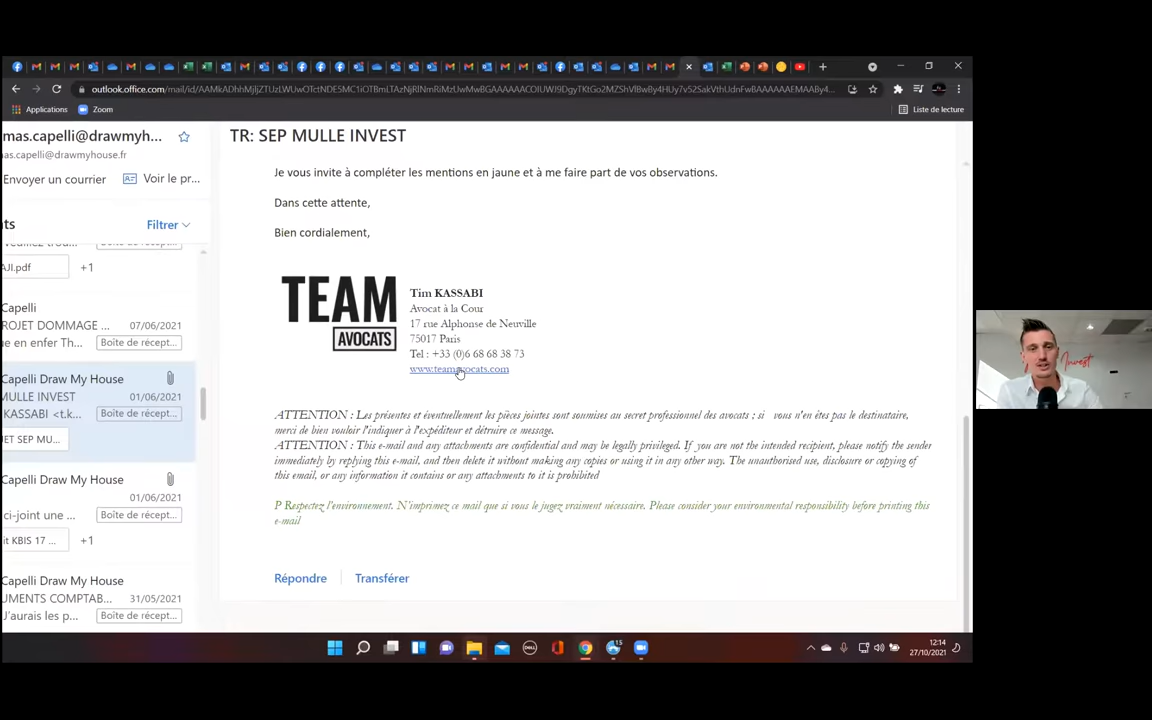 outlook.office.com
Applications
Zoom
Liste de lecture
mas.capelli@drawmyh...
mas.capelli@drawmyhouse.fr
Envoyer un courrier
Voir le pr...
Filtrer
AJI.pdf
+1
Capelli
ROJET DOMMAGE ...
07/06/2021
ue en enfer Th...
Boîte de récept...
Capelli Draw My House
MULLE INVEST
01/06/2021
KASSABI <t.k...
Boîte de récept...
JET SEP MU...
Capelli Draw My House
01/06/2021
ci-joint une ...
Boîte de récept...
it KBIS 17 ...
+1
Capelli Draw My House
UMENTS COMPTAB...
31/05/2021
J'aurais les p...
Boîte de récept...
TR: SEP MULLE INVEST
Je vous invite à compléter les mentions en jaune et à me faire part de vos observations.
Dans cette attente,
Bien cordialement,
TEAM
AVOCATS
Tim KASSABI
Avocat à la Cour
17 rue Alphonse de Neuville
75017 Paris
Tel : +33 (0)6 68 68 38 73
www.teamavocats.com
ATTENTION : Les présentes et éventuellement les pièces jointes sont soumises au secret professionnel des avocats ; si vous n'en êtes pas le destinataire,
merci de bien vouloir l'indiquer à l'expéditeur et détruire ce message.
ATTENTION : This e-mail and any attachments are confidential and may be legally privileged. If you are not the intended recipient, please notify the sender
immediately by replying this e-mail, and then delete it without making any copies or using it in any other way. The unauthorised use, disclosure or copying of
this email, or any information it contains or any attachments to it is prohibited
P Respectez l'environnement. N'imprimez ce mail que si vous le jugez vraiment nécessaire. Please consider your environmental responsibility before printing this
e-mail
Répondre
Transférer
Invest
12:14
27/10/2021